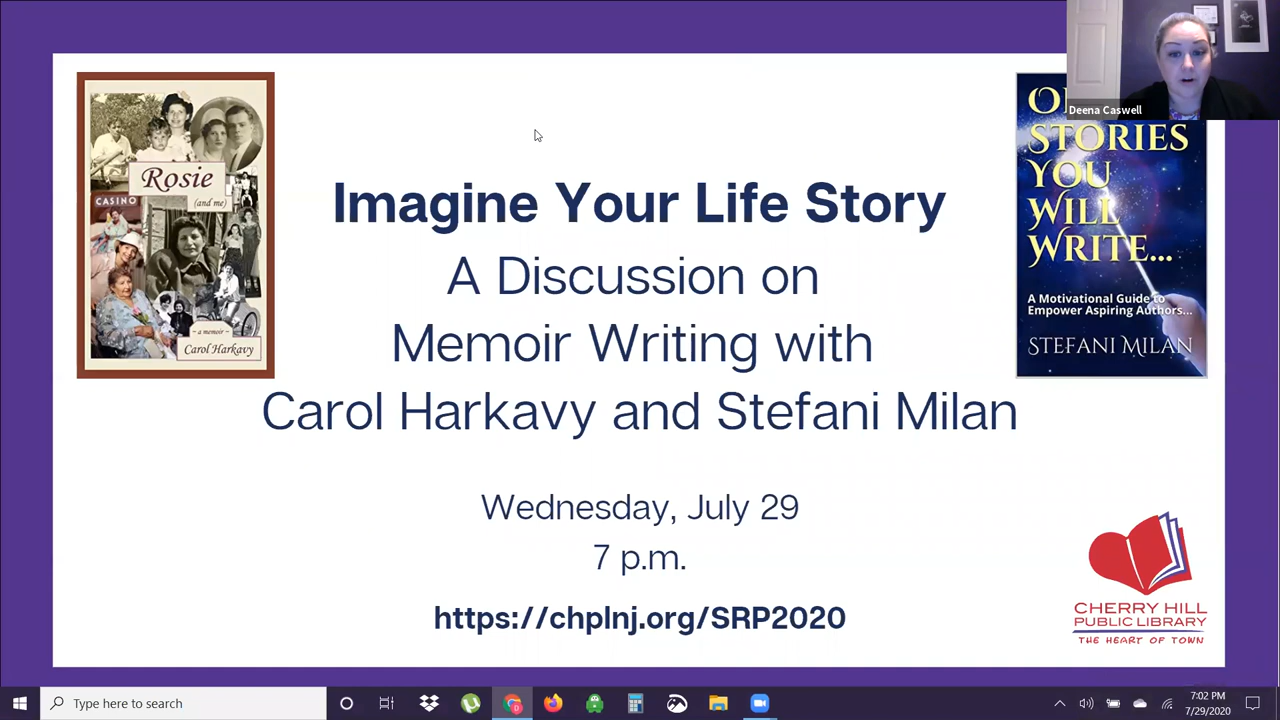 Rosie
(and me)
CASINO
~ a memoir ~
Carol Harkavy
Imagine Your Life Story
A Discussion on
Memoir Writing with
Carol Harkavy and Stefani Milan
Wednesday, July 29
7 p.m.
https://chplnj.org/SRP2020
Deena Caswell
STORIES
YOU
WILL
WRITE...
A Motivational Guide to
Empower Aspiring Authors...
STEFANI MILAN
CHERRY HILL
PUBLIC LIBRARY
THE HEART OF TOWN
Type here to search
7:02 PM
7/29/2020